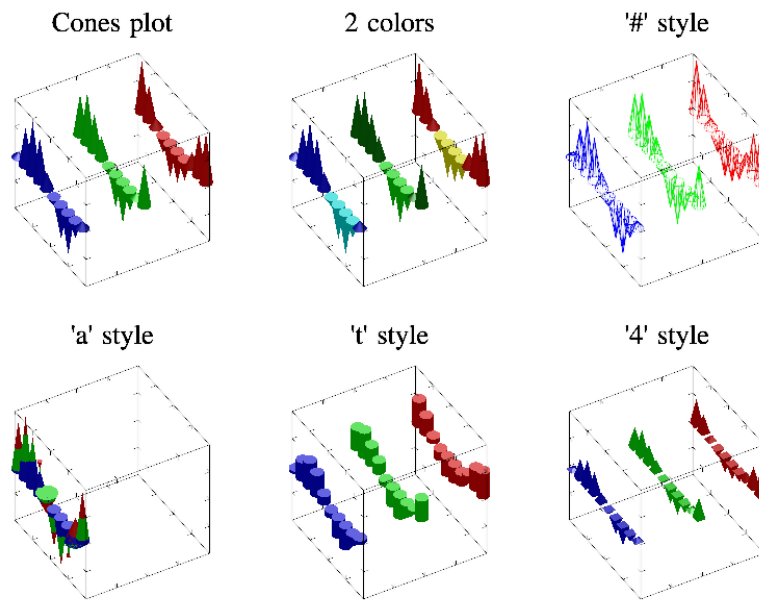 Cones plot
2 colors
'#' style
'a' style
't' style
'4' style